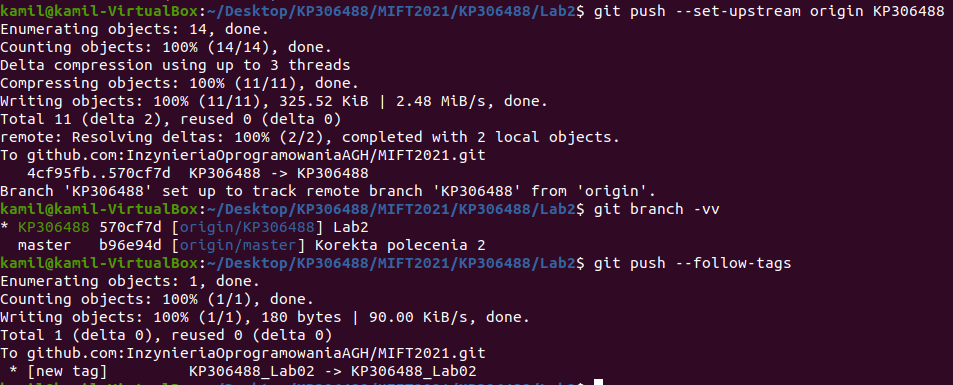 kamil@kamil-VirtualBox:~/Desktop/KP306488/MIFT2021/KP306488/Lab2$ git push --set-upstream origin KP306488
Enumerating objects: 14, done.
Counting objects: 100% (14/14), done.
Delta compression using up to 3 threads
Compressing objects: 100% (11/11), done.
Writing objects: 100% (11/11), 325.52 KiB | 2.48 MiB/s, done.
Total 11 (delta 2), reused 0 (delta 0)
remote: Resolving deltas: 100% (2/2), completed with 2 local objects.
To github.com:InzynieriaOprogramowaniaAGH/MIFT2021.git
   4cf95fb..570cf7d  KP306488 -> KP306488
Branch 'KP306488' set up to track remote branch 'KP306488' from 'origin'.
kamil@kamil-VirtualBox:~/Desktop/KP306488/MIFT2021/KP306488/Lab2$ git branch -vv
* KP306488 570cf7d [origin/KP306488] Lab2
  master   b96e94d [origin/master] Korekta polecenia 2
kamil@kamil-VirtualBox:~/Desktop/KP306488/MIFT2021/KP306488/Lab2$ git push --follow-tags
Enumerating objects: 1, done.
Counting objects: 100% (1/1), done.
Writing objects: 100% (1/1), 180 bytes | 90.00 KiB/s, done.
Total 1 (delta 0), reused 0 (delta 0)
To github.com:InzynieriaOprogramowaniaAGH/MIFT2021.git
 * [new tag]         KP306488_Lab02 -> KP306488_Lab02
kamil@kamil-VirtualBox:~/Desktop/KP306488/MIFT2021/KP306488/Lab2$